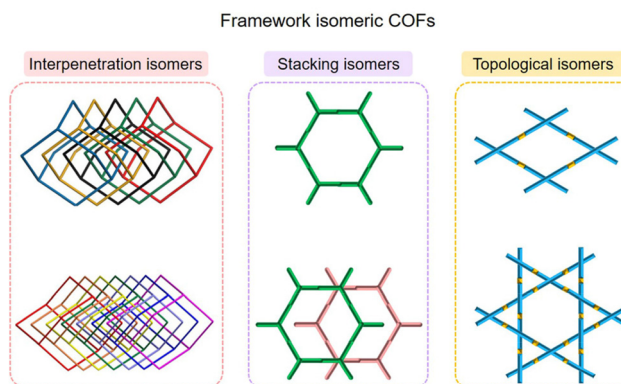 Framework isomeric COFs
Interpenetration isomers
Stacking isomers
Topological isomers